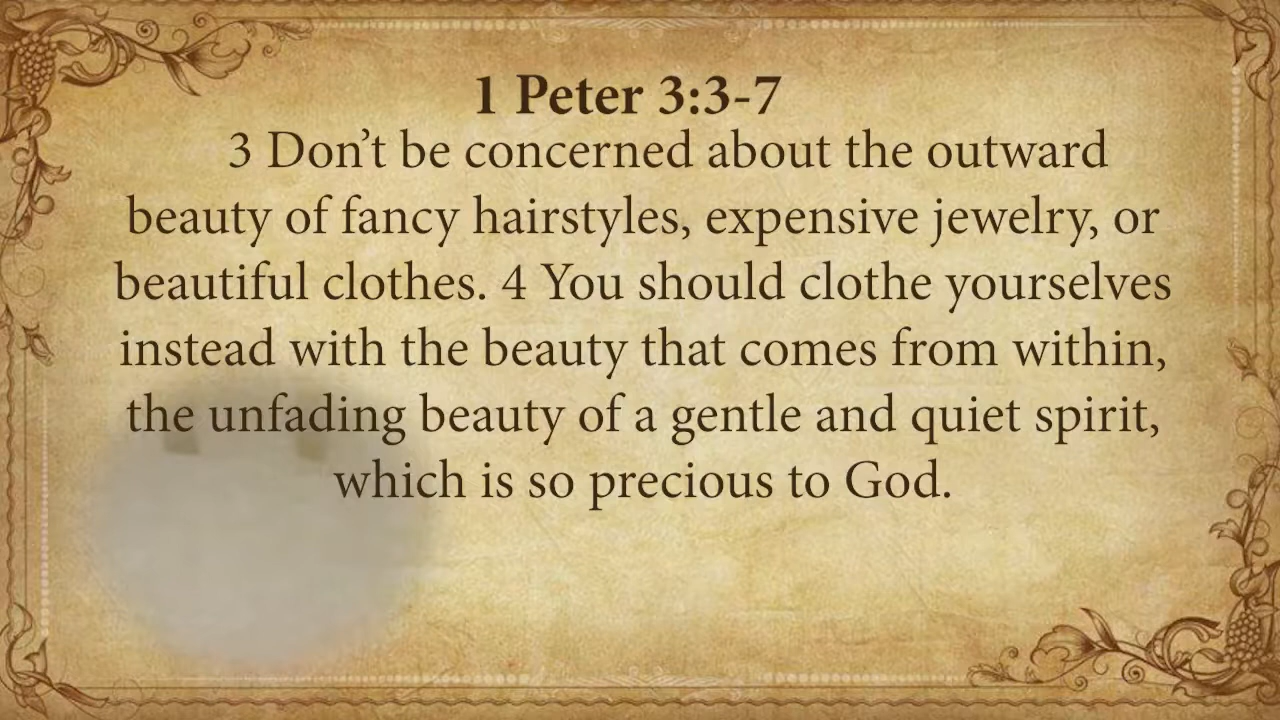 1 Peter 3:3-7
3 Don’t be concerned about the outward
beauty of fancy hairstyles, expensive jewelry, or
beautiful clothes. 4 You should clothe yourselves
instead with the beauty that comes from within,
the unfading beauty of a gentle and quiet spirit,
which is so precious to God.